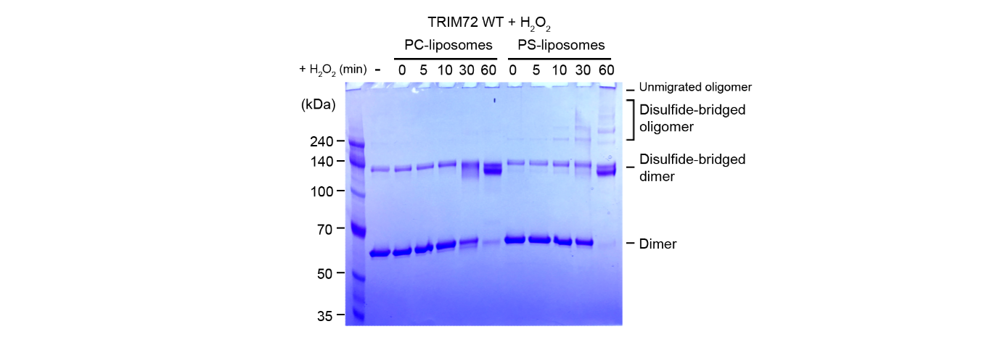 TRIM72 WT + H₂O₂
PC-liposomes PS-liposomes
+ H₂O₂ (min) - 0 5 10 30 60 0 5 10 30 60
Unmigrated oligomer
(kDa)
Disulfide-bridged
oligomer
240
140
Disulfide-bridged
dimer
100
70
Dimer
50
35